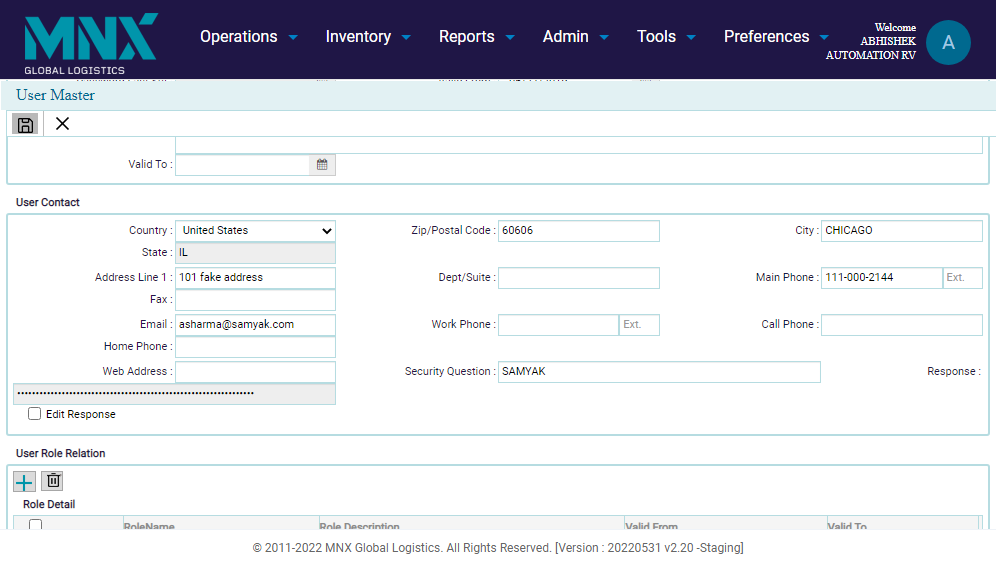 MNX
GLOBAL LOGISTICS
Operations
Inventory
Reports
Admin
Tools
Preferences
Welcome
ABHISHEK
AUTOMATION RV
A
User Master
Valid To :
User Contact
Country : United States
Zip/Postal Code : 60606
City : CHICAGO
State : IL
Address Line 1 : 101 fake address
Dept/Suite :
Main Phone : 111-000-2144 Ext.
Fax :
Email : asharma@samyak.com
Work Phone : Ext.
Call Phone :
Home Phone :
Web Address :
Security Question : SAMYAK
Response :
Edit Response
User Role Relation
Role Detail
RoleName Role Description Valid From Valid To
© 2011-2022 MNX Global Logistics. All Rights Reserved. [Version : 20220531 v2.20 -Staging]